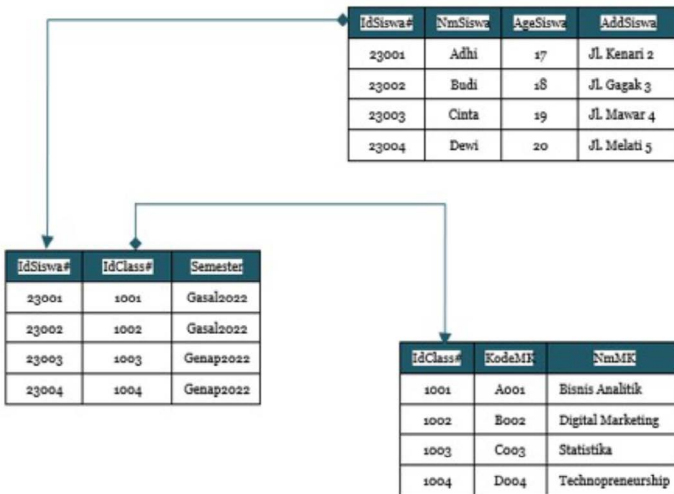 IdSiswa# NmSiswa AgeSiswa AddSiswa
23001 Adhi 17 Jl. Kenari 2
23002 Budi 18 Jl. Gagak 3
23003 Cinta 19 Jl. Mawar 4
23004 Dewi 20 Jl. Melati 5
IdSiswa# IdClass# Semester
23001 1001 Gasal2022
23002 1002 Gasal2022
23003 1003 Genap2022
23004 1004 Genap2022
IdClass# KodeMK NmMK
1001 A001 Bisnis Analitik
1002 B002 Digital Marketing
1003 C003 Statistika
1004 D004 Technopreneurship